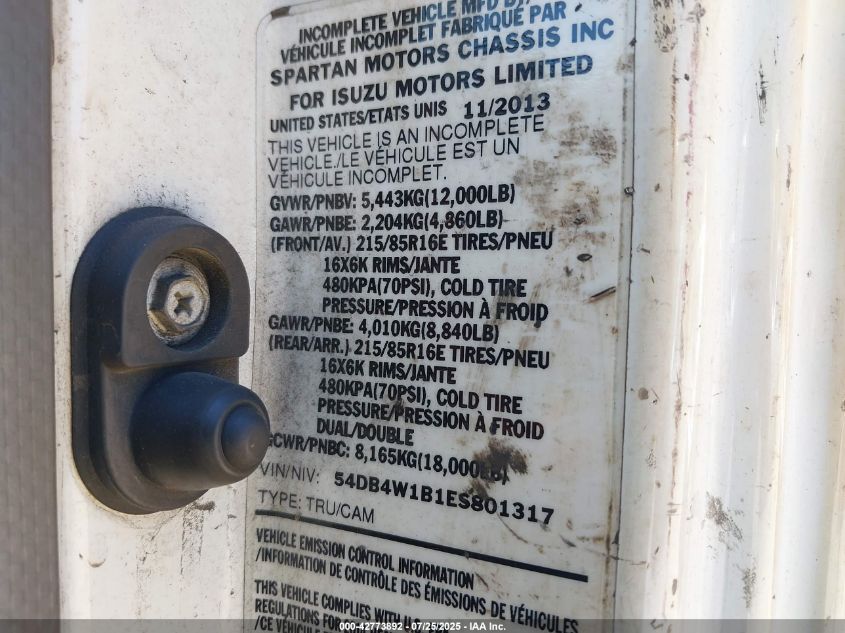 INCOMPLETE VEHICLE MFD BY/
VÉHICULE INCOMPLET FABRIQUÉ PAR
SPARTAN MOTORS CHASSIS INC
FOR ISUZU MOTORS LIMITED
UNITED STATES/ETATS UNIS 11/2013
THIS VEHICLE IS AN INCOMPLETE
VEHICLE./LE VÉHICULE EST UN
VÉHICULE INCOMPLET.
GVWR/PNBV: 5,443KG(12,000LB)
GAWR/PNBE: 2,204KG(4,860LB)
(FRONT/AV.) 215/85R16E TIRES/PNEU
16X6K RIMS/JANTE
480KPA(70PSI), COLD TIRE
PRESSURE/PRESSION À FROID
GAWR/PNBE: 4,010KG(8,840LB)
(REAR/ARR.) 215/85R16E TIRES/PNEU
16X6K RIMS/JANTE
480KPA(70PSI), COLD TIRE
PRESSURE/PRESSION À FROID
DUAL/DOUBLE
GCWR/PNBC: 8,165KG(18,000LB)
VIN/NIV: 54DB4W1B1ES801317
TYPE: TRU/CAM
VEHICLE EMISSION CONTROL INFORMATION
/INFORMATION DE CONTRÔLE DES ÉMISSIONS DE VÉHICULES
THIS VEHICLE COMPLIES WITH
REGULATIONS FOR
/CE VÉHICULE
000-42773892 - 07/25/2025 - IAA Inc.